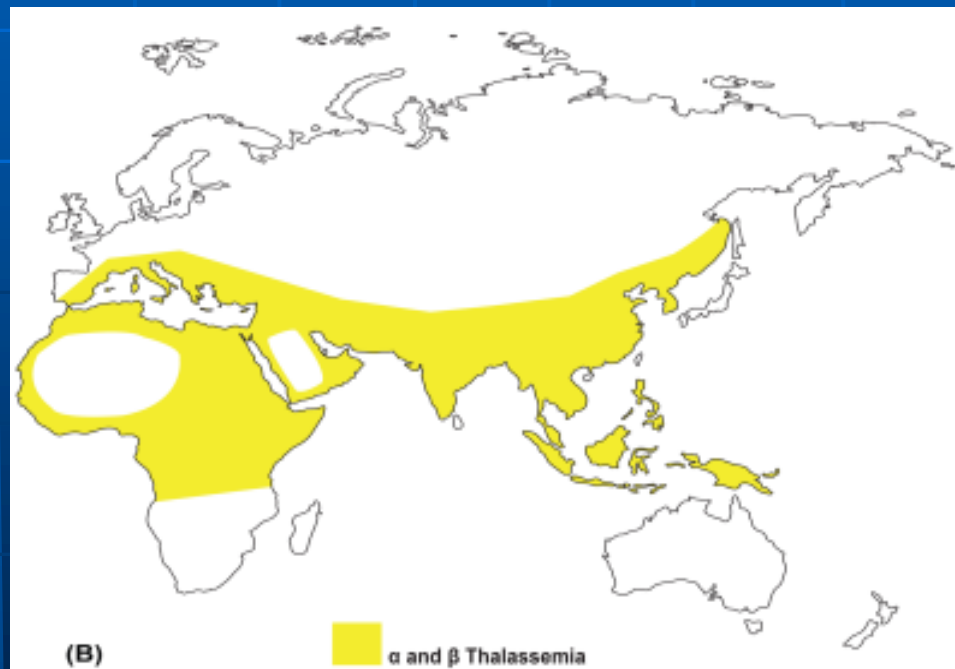 (B)
α and β Thalassemia